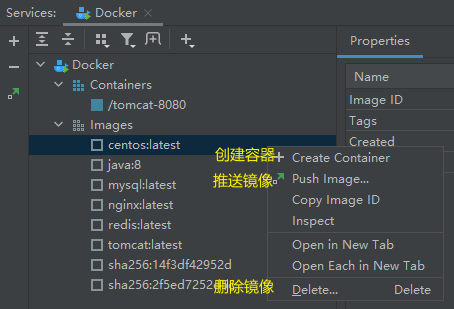 Services:
Docker
Docker
Containers
/tomcat-8080
Images
centos:latest
java:8
mysql:latest
nginx:latest
redis:latest
tomcat:latest
sha256:14f3df42952d
sha256:2f5ed7252
Properties
Name
Image ID
Tags
Created
创建容器
Create Container
推送镜像
Push Image...
Copy Image ID
Inspect
Open in New Tab
Open Each in New Tab
删除镜像
Delete...
Delete